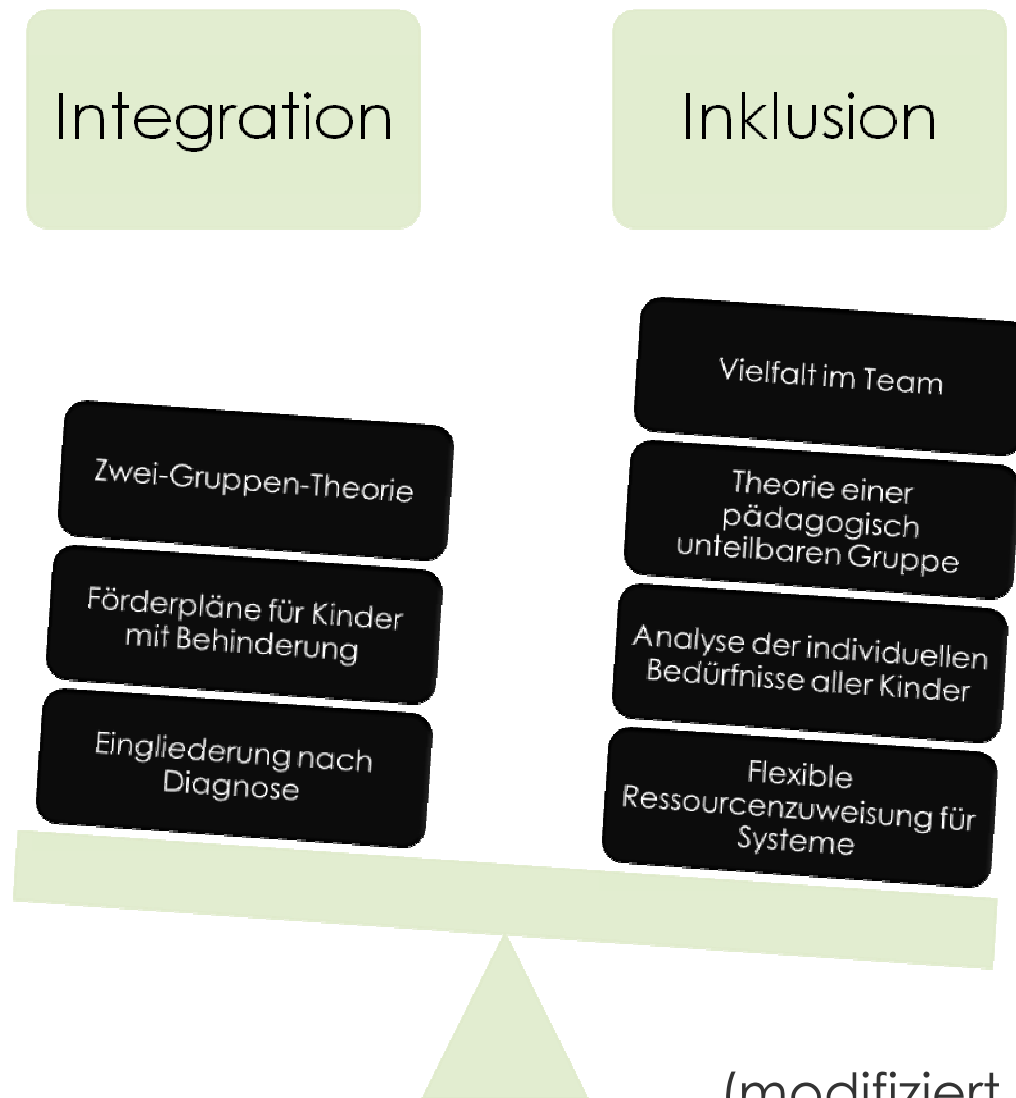 Integration
Inklusion
Zwei-Gruppen-Theorie
Förderpläne für Kinder
mit Behinderung
Eingliederung nach
Diagnose
Vielfalt im Team
Theorie einer
pädagogisch
unteilbaren Gruppe
Analyse der individuellen
Bedürfnisse aller Kinder
Flexible
Ressourcenzuweisung für
Systeme
(modifiziert